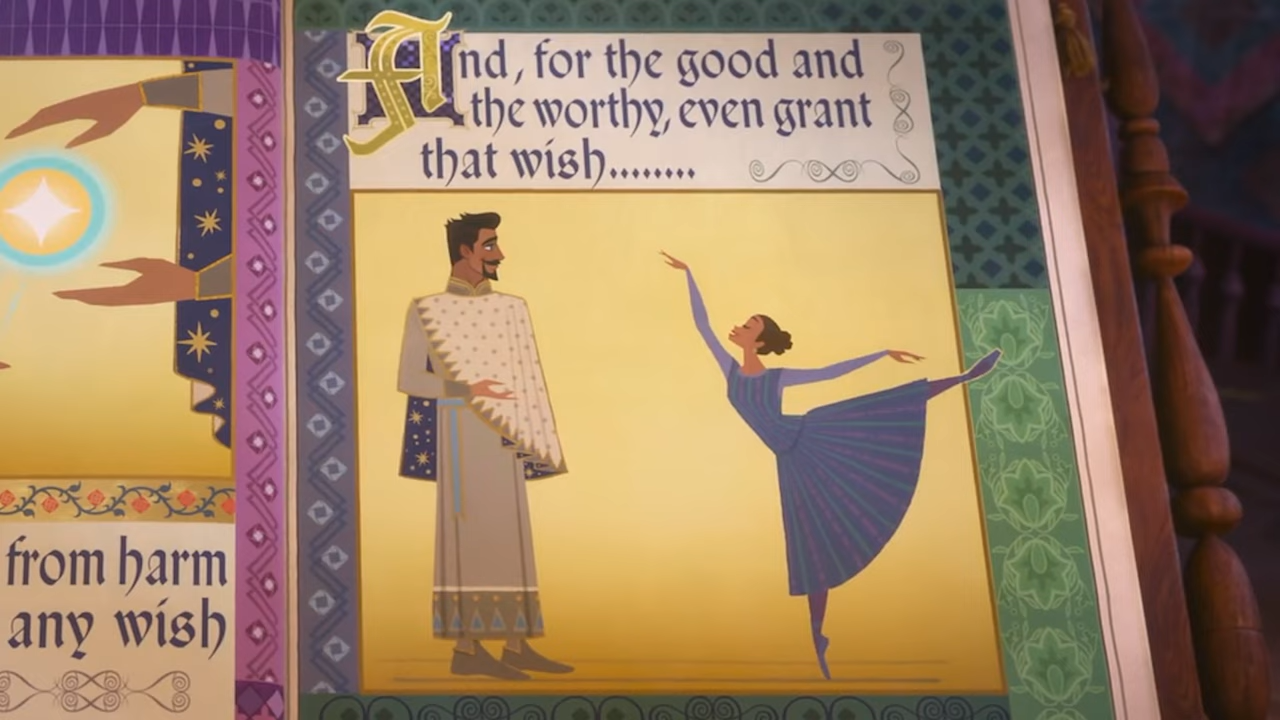 from harm
any wish
And, for the good and
the worthy, even grant
that wish........